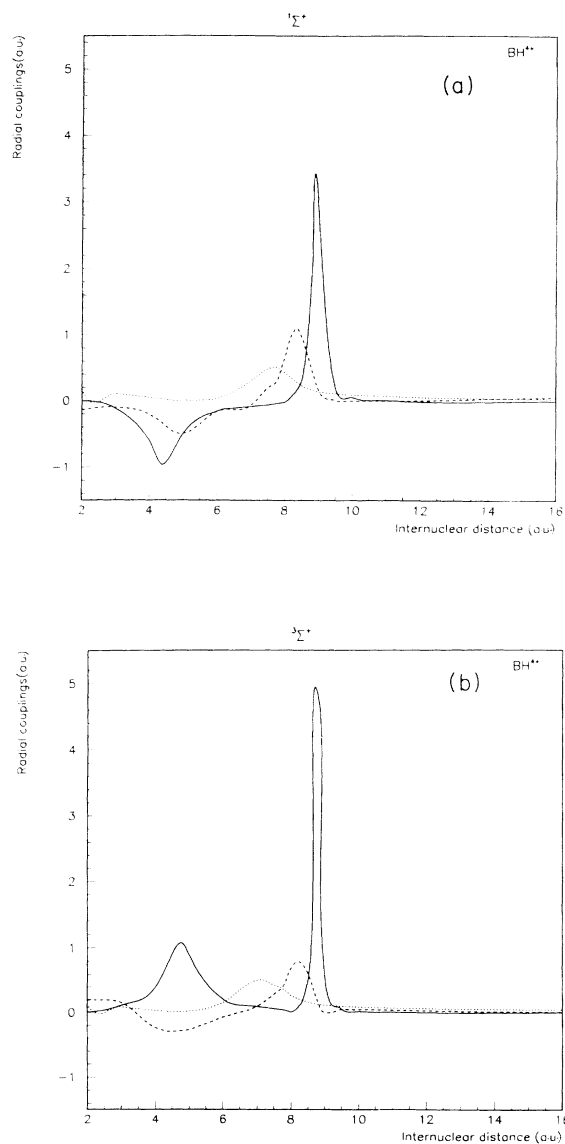 ¹Σ⁺
Radial couplings(a.u.)
BH⁴⁺
(a)
5
4
3
2
1
0
−1
2 4 6 8 10 12 14 16
Internuclear distance (a.u.)
³Σ⁺
Radial couplings(a.u.)
BH⁴⁺
(b)
5
4
3
2
1
0
−1
2 4 6 8 10 12 14 16
Internuclear distance (a.u.)